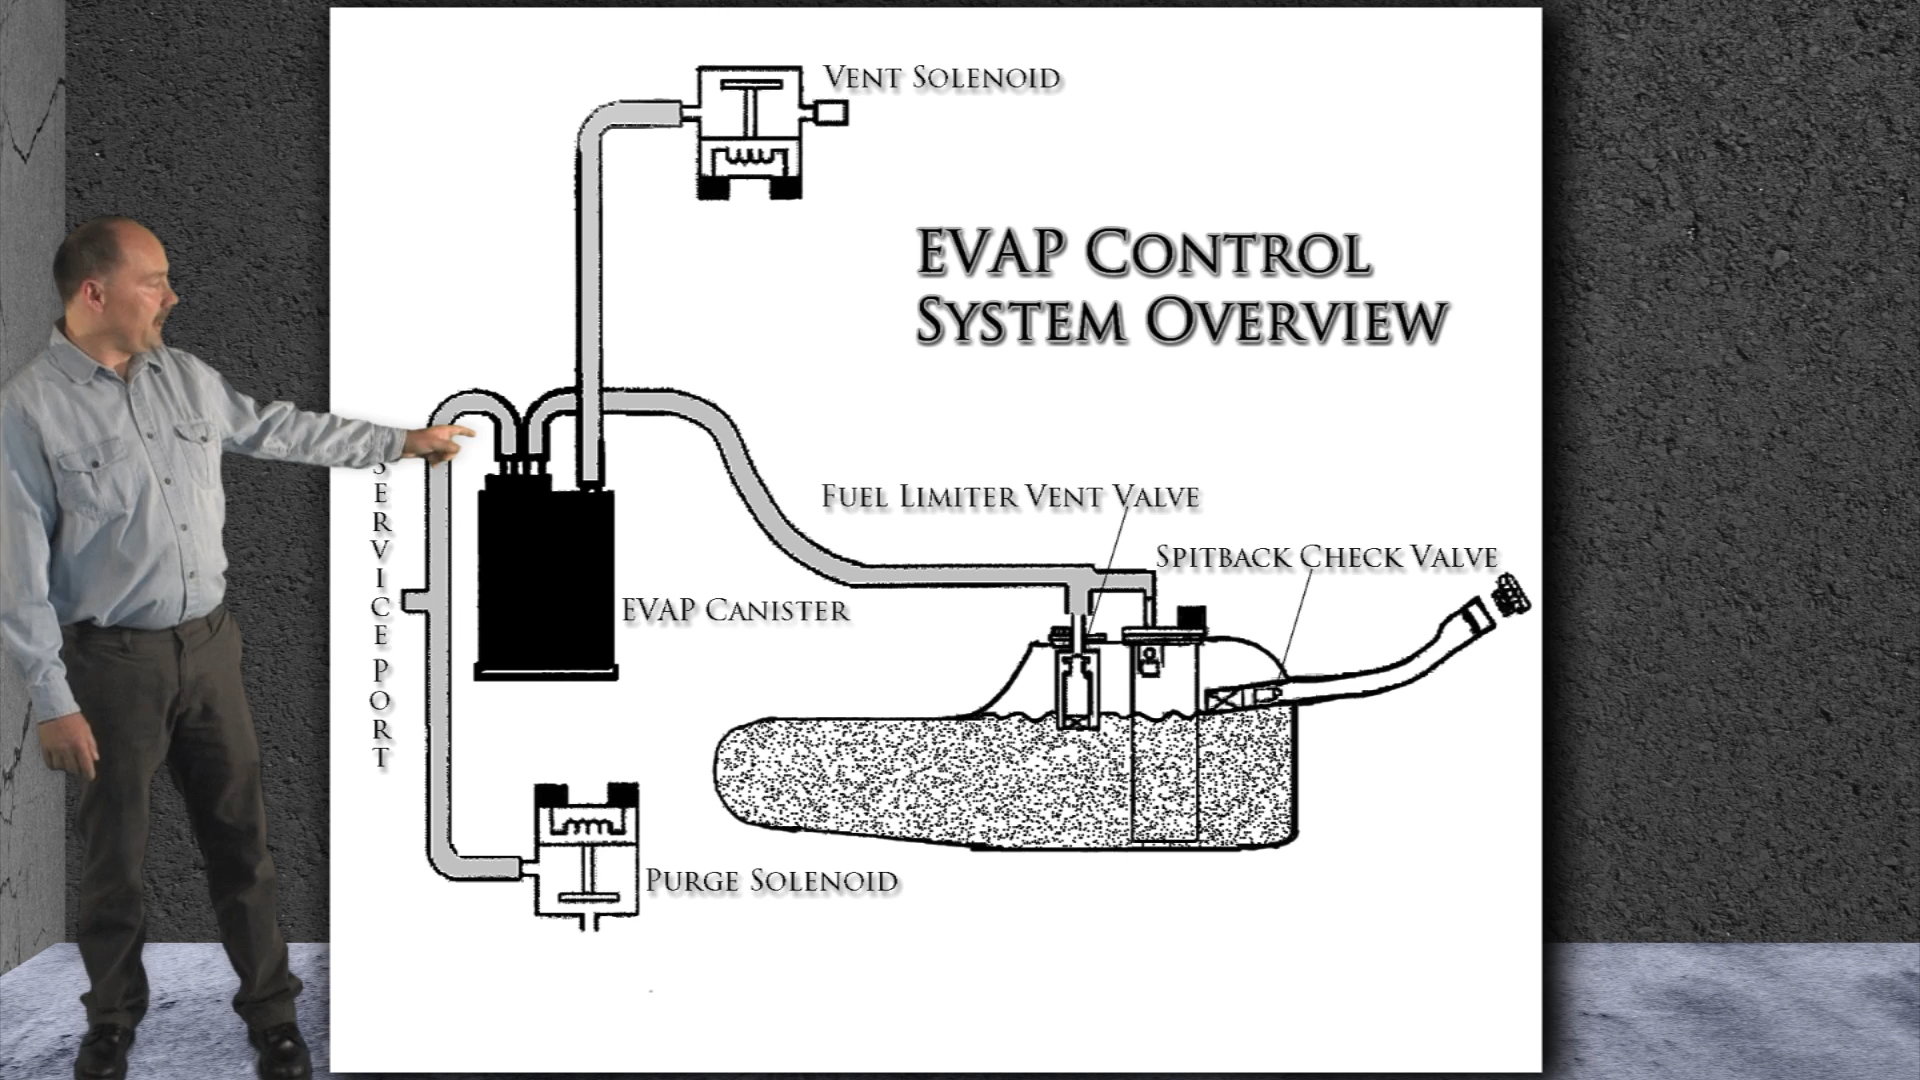 Vent Solenoid
EVAP Control
System Overview
Fuel Limiter Vent Valve
Spitback Check Valve
EVAP Canister
Service Port
Purge Solenoid